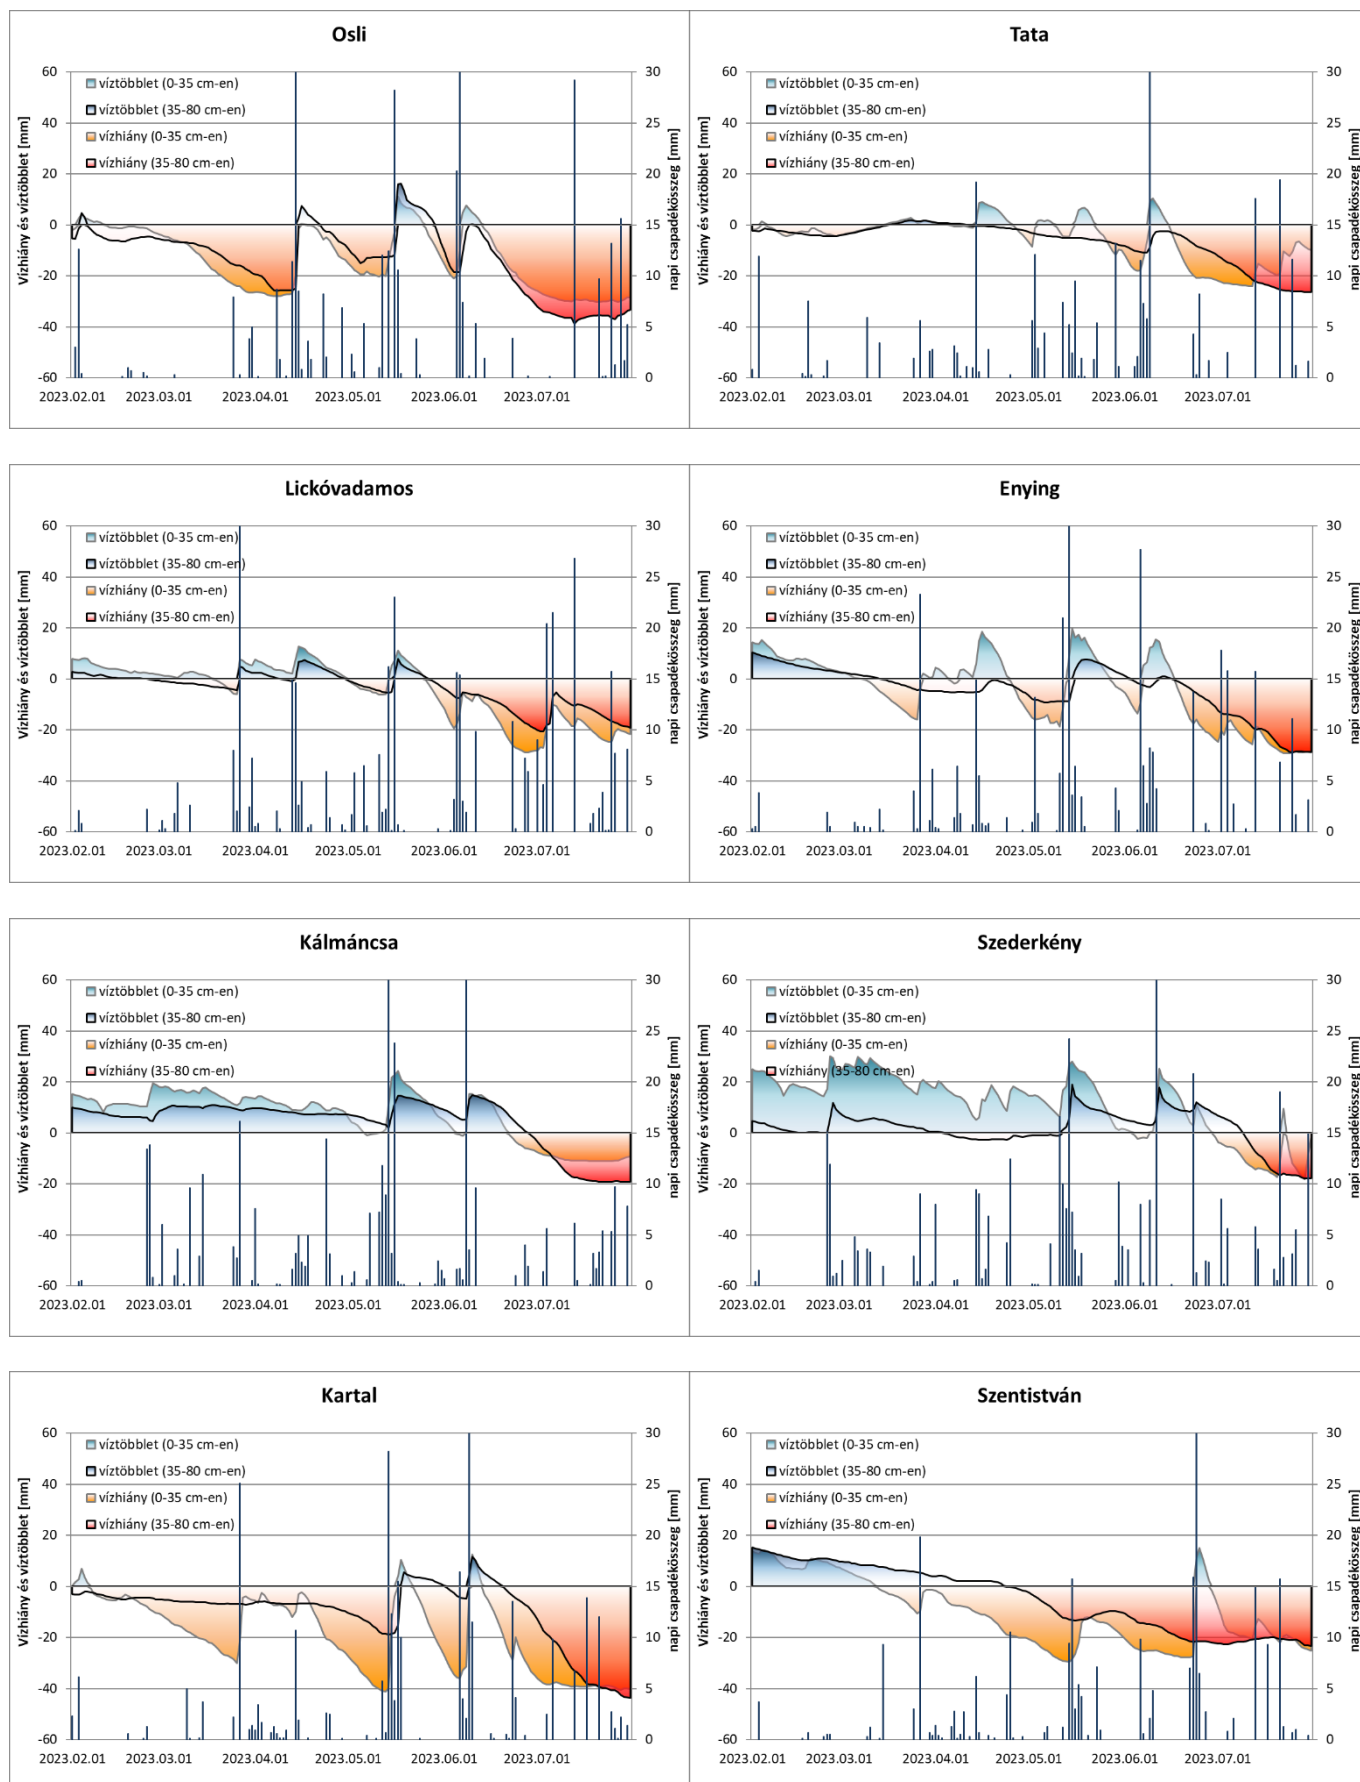 Osli
60
40
20
0
-20
-40
-60
30
25
20
15
10
5
0
Vízhiány és víztöbblet [mm]
napi csapadékösszeg [mm]
víztöbblet (0-35 cm-en)
víztöbblet (35-80 cm-en)
vízhiány (0-35 cm-en)
vízhiány (35-80 cm-en)
2023.02.01 2023.03.01 2023.04.01 2023.05.01 2023.06.01 2023.07.01
Tata
60
40
20
0
-20
-40
-60
30
25
20
15
10
5
0
Vízhiány és víztöbblet [mm]
napi csapadékösszeg [mm]
víztöbblet (0-35 cm-en)
víztöbblet (35-80 cm-en)
vízhiány (0-35 cm-en)
vízhiány (35-80 cm-en)
2023.02.01 2023.03.01 2023.04.01 2023.05.01 2023.06.01 2023.07.01
Lickóvadamos
60
40
20
0
-20
-40
-60
30
25
20
15
10
5
0
Vízhiány és víztöbblet [mm]
napi csapadékösszeg [mm]
víztöbblet (0-35 cm-en)
víztöbblet (35-80 cm-en)
vízhiány (0-35 cm-en)
vízhiány (35-80 cm-en)
2023.02.01 2023.03.01 2023.04.01 2023.05.01 2023.06.01 2023.07.01
Enying
60
40
20
0
-20
-40
-60
30
25
20
15
10
5
0
Vízhiány és víztöbblet [mm]
napi csapadékösszeg [mm]
víztöbblet (0-35 cm-en)
víztöbblet (35-80 cm-en)
vízhiány (0-35 cm-en)
vízhiány (35-80 cm-en)
2023.02.01 2023.03.01 2023.04.01 2023.05.01 2023.06.01 2023.07.01
Kálmáncsa
60
40
20
0
-20
-40
-60
30
25
20
15
10
5
0
Vízhiány és víztöbblet [mm]
napi csapadékösszeg [mm]
víztöbblet (0-35 cm-en)
víztöbblet (35-80 cm-en)
vízhiány (0-35 cm-en)
vízhiány (35-80 cm-en)
2023.02.01 2023.03.01 2023.04.01 2023.05.01 2023.06.01 2023.07.01
Szederkény
60
40
20
0
-20
-40
-60
30
25
20
15
10
5
0
Vízhiány és víztöbblet [mm]
napi csapadékösszeg [mm]
víztöbblet (0-35 cm-en)
víztöbblet (35-80 cm-en)
vízhiány (0-35 cm-en)
vízhiány (35-80 cm-en)
2023.02.01 2023.03.01 2023.04.01 2023.05.01 2023.06.01 2023.07.01
Kartal
60
40
20
0
-20
-40
-60
30
25
20
15
10
5
0
Vízhiány és víztöbblet [mm]
napi csapadékösszeg [mm]
víztöbblet (0-35 cm-en)
víztöbblet (35-80 cm-en)
vízhiány (0-35 cm-en)
vízhiány (35-80 cm-en)
2023.02.01 2023.03.01 2023.04.01 2023.05.01 2023.06.01 2023.07.01
Szentistván
60
40
20
0
-20
-40
-60
30
25
20
15
10
5
0
Vízhiány és víztöbblet [mm]
napi csapadékösszeg [mm]
víztöbblet (0-35 cm-en)
víztöbblet (35-80 cm-en)
vízhiány (0-35 cm-en)
vízhiány (35-80 cm-en)
2023.02.01 2023.03.01 2023.04.01 2023.05.01 2023.06.01 2023.07.01